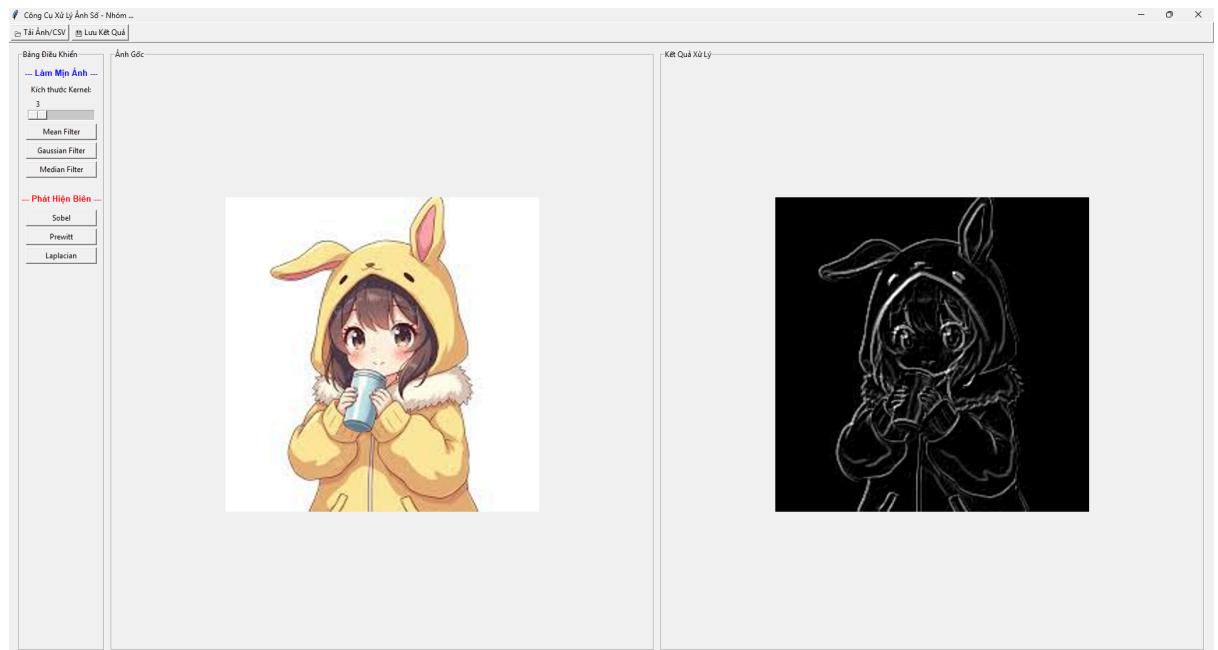 Công Cụ Xử Lý Ảnh Số - Nhóm ...
Tải Ảnh/CSV
Lưu Kết Quả
Bảng Điều Khiển
--- Làm Mịn Ảnh ---
Kích thước Kernel:
3
Mean Filter
Gaussian Filter
Median Filter
--- Phát Hiện Biên ---
Sobel
Prewitt
Laplacian
Ảnh Gốc
Kết Quả Xử Lý